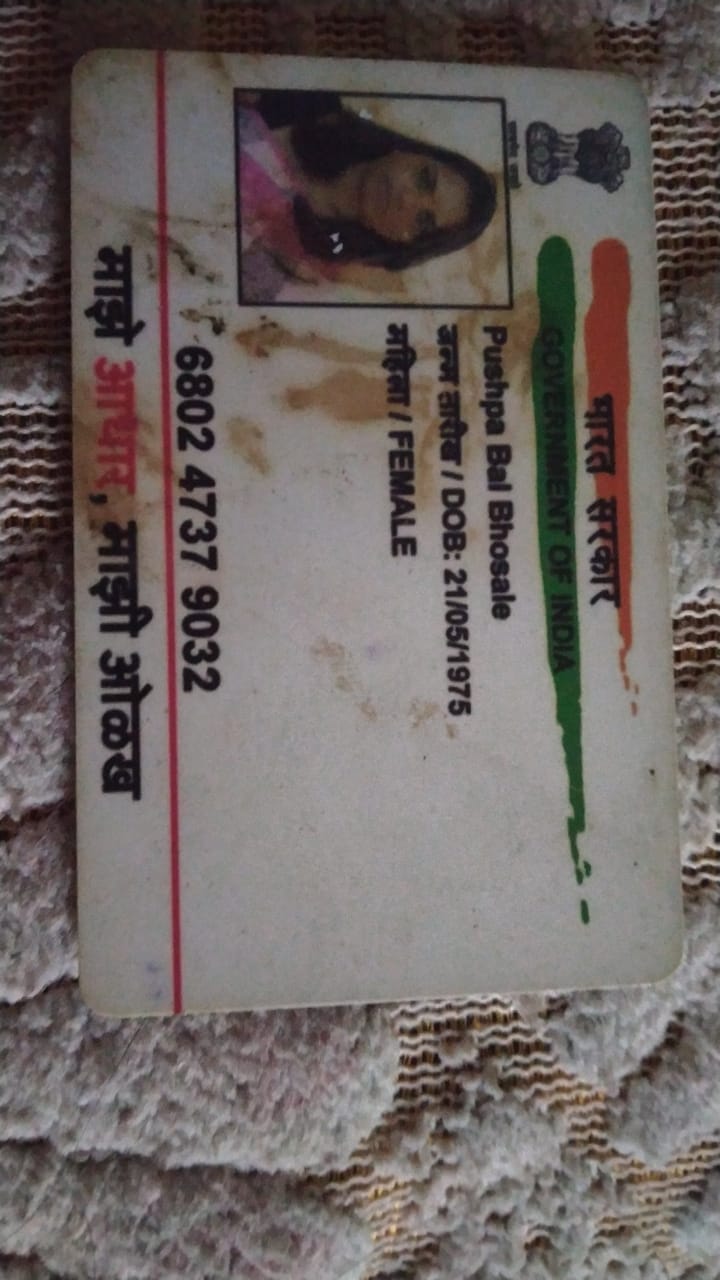 भारत सरकार
GOVERNMENT OF INDIA
Pushpa Bal Bhosale
जन्म तारीख / DOB: 21/05/1975
महिला / FEMALE
6802 4737 9032
माझे आधार, माझी ओळख